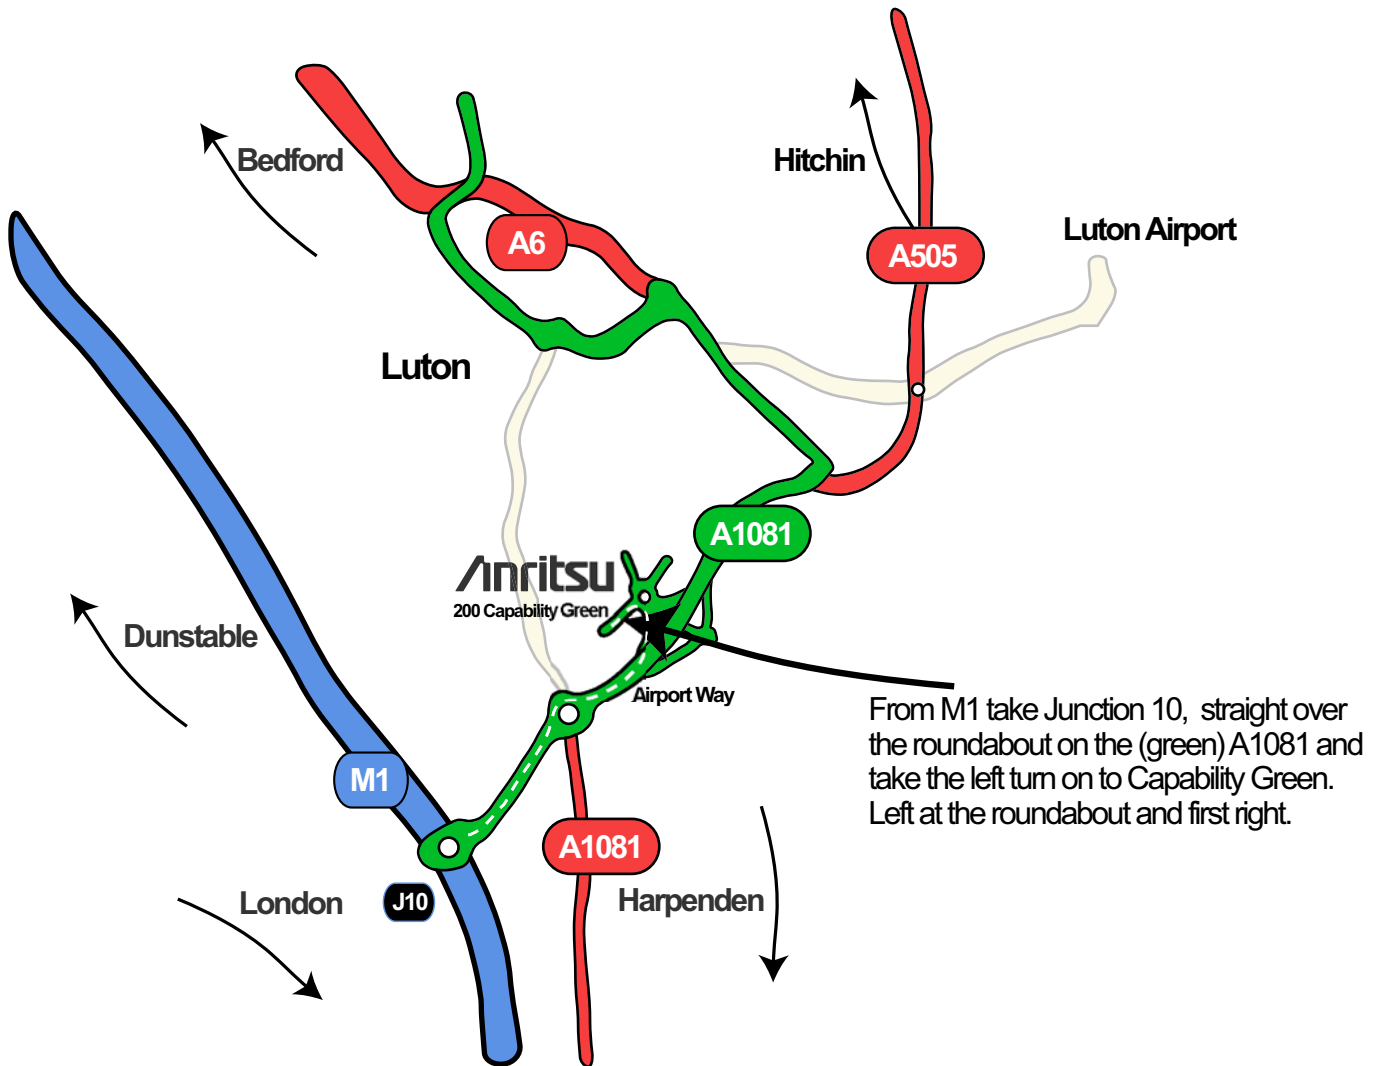 Bedford
Hitchin
A6
Luton Airport
A505
Luton
A1081
Anritsu
200 Capability Green
Dunstable
Airport Way
From M1 take Junction 10, straight over
the roundabout on the (green) A1081 and
take the left turn on to Capability Green.
Left at the roundabout and first right.
M1
A1081
London
J10
Harpenden